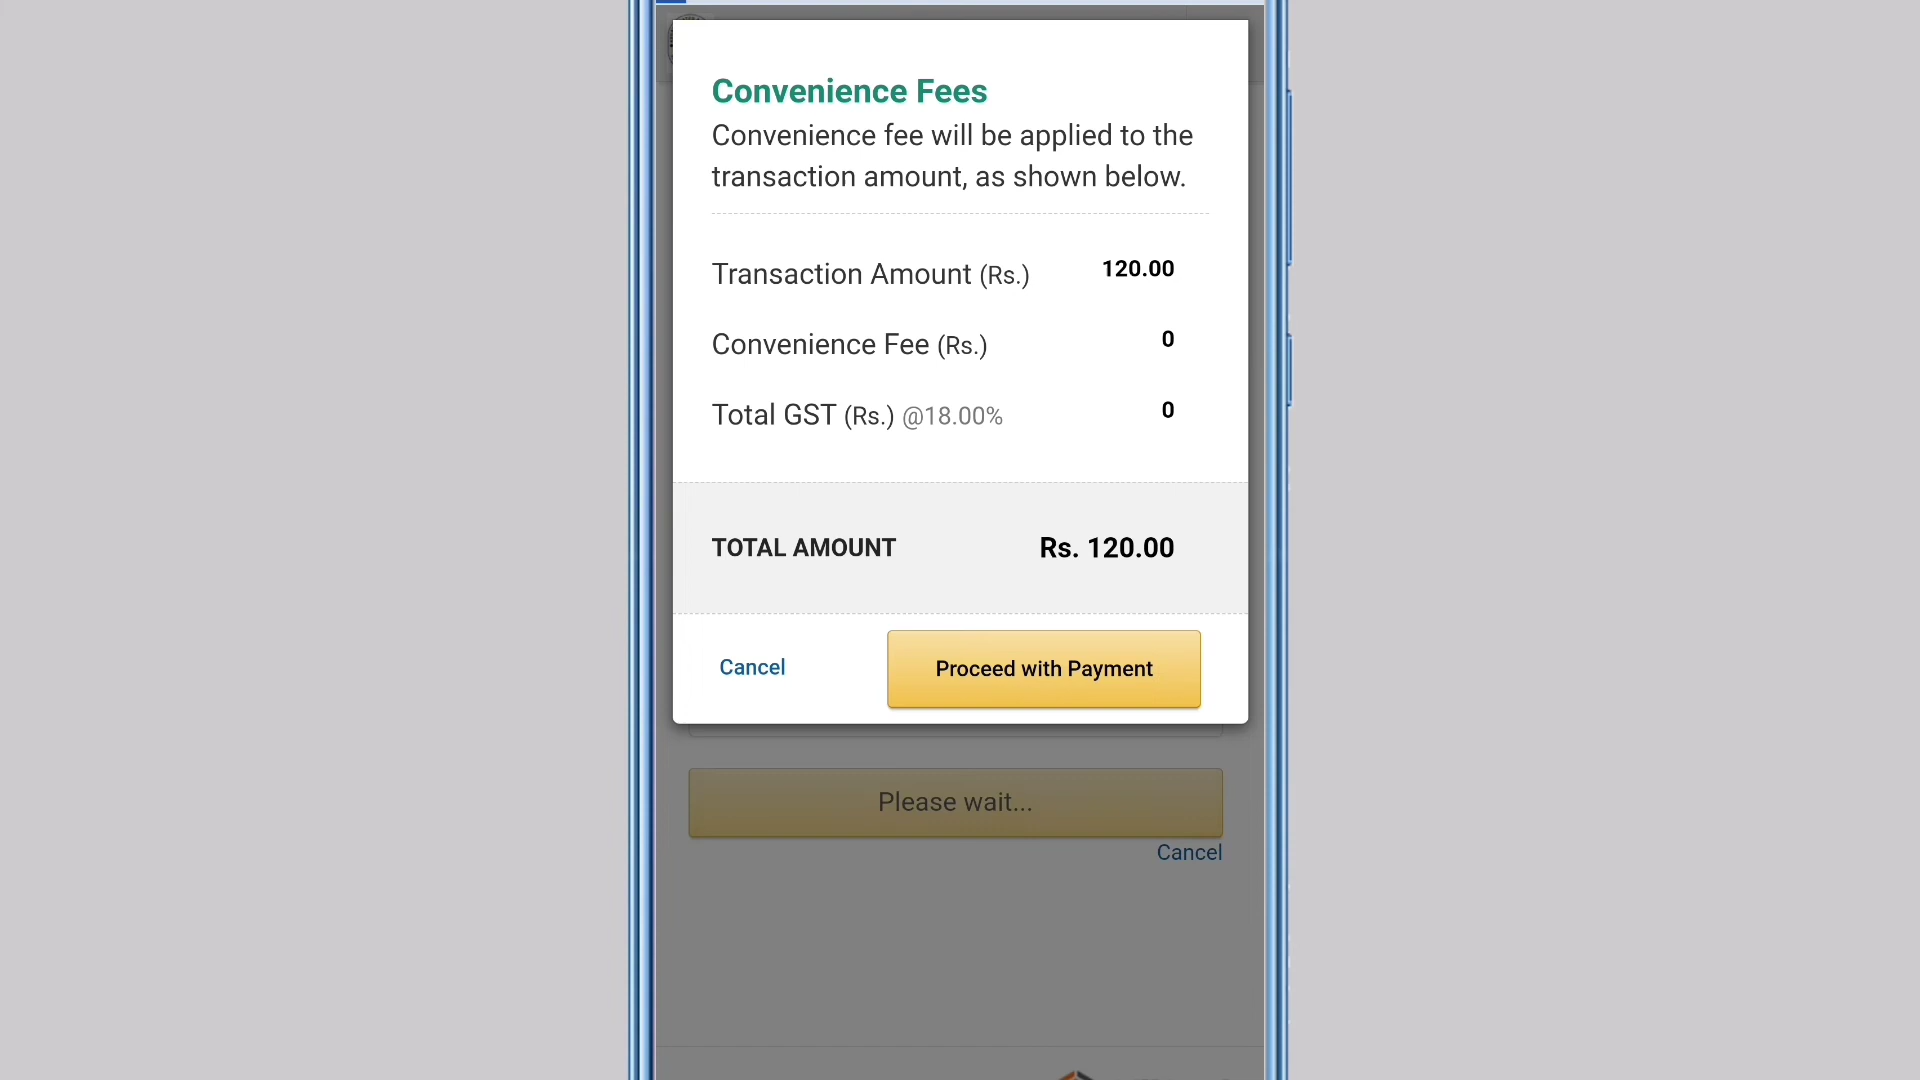 Convenience Fees
Convenience fee will be applied to the
transaction amount, as shown below.
Transaction Amount (Rs.) 120.00
Convenience Fee (Rs.) 0
Total GST (Rs.) @18.00% 0
TOTAL AMOUNT Rs. 120.00
Cancel Proceed with Payment
Please wait...
Cancel